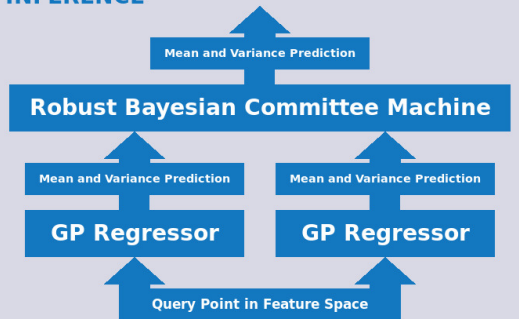 INFERENCE
Mean and Variance Prediction
Robust Bayesian Committee Machine
Mean and Variance Prediction
Mean and Variance Prediction
GP Regressor
GP Regressor
Query Point in Feature Space